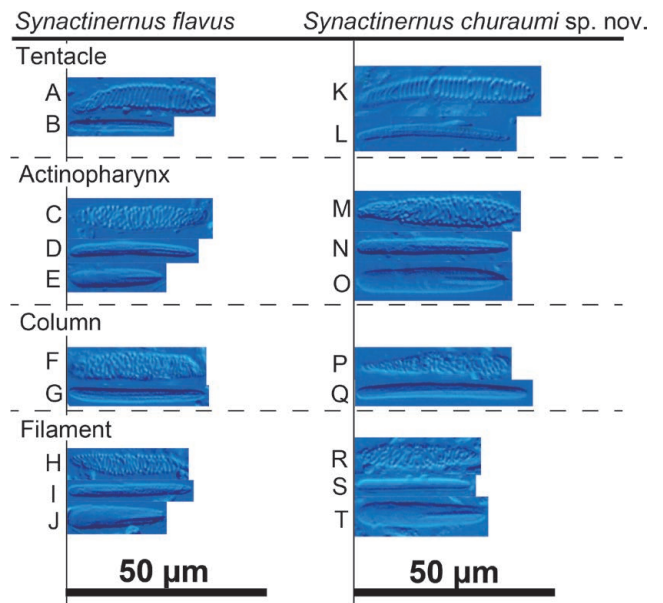 Synactinernus flavus Synactinernus churaumi sp. nov.
Tentacle
A K
B L
Actinopharynx
C M
D N
E O
Column
F P
G Q
Filament
H R
I S
J T
50 µm 50 µm